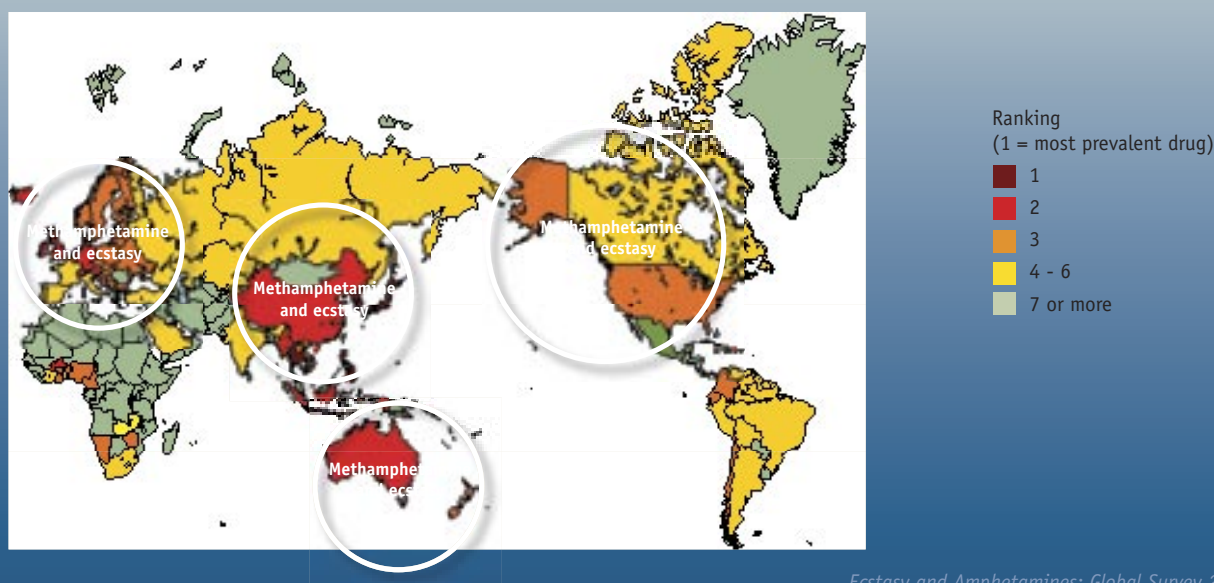 Ranking
(1 = most prevalent drug)
1
2
3
4 - 6
7 or more
Methamphetamine
and ecstasy
Methamphetamine
and ecstasy
Methamphetamine
ecstasy
Ecstasy and Amphetamines: Global Survey